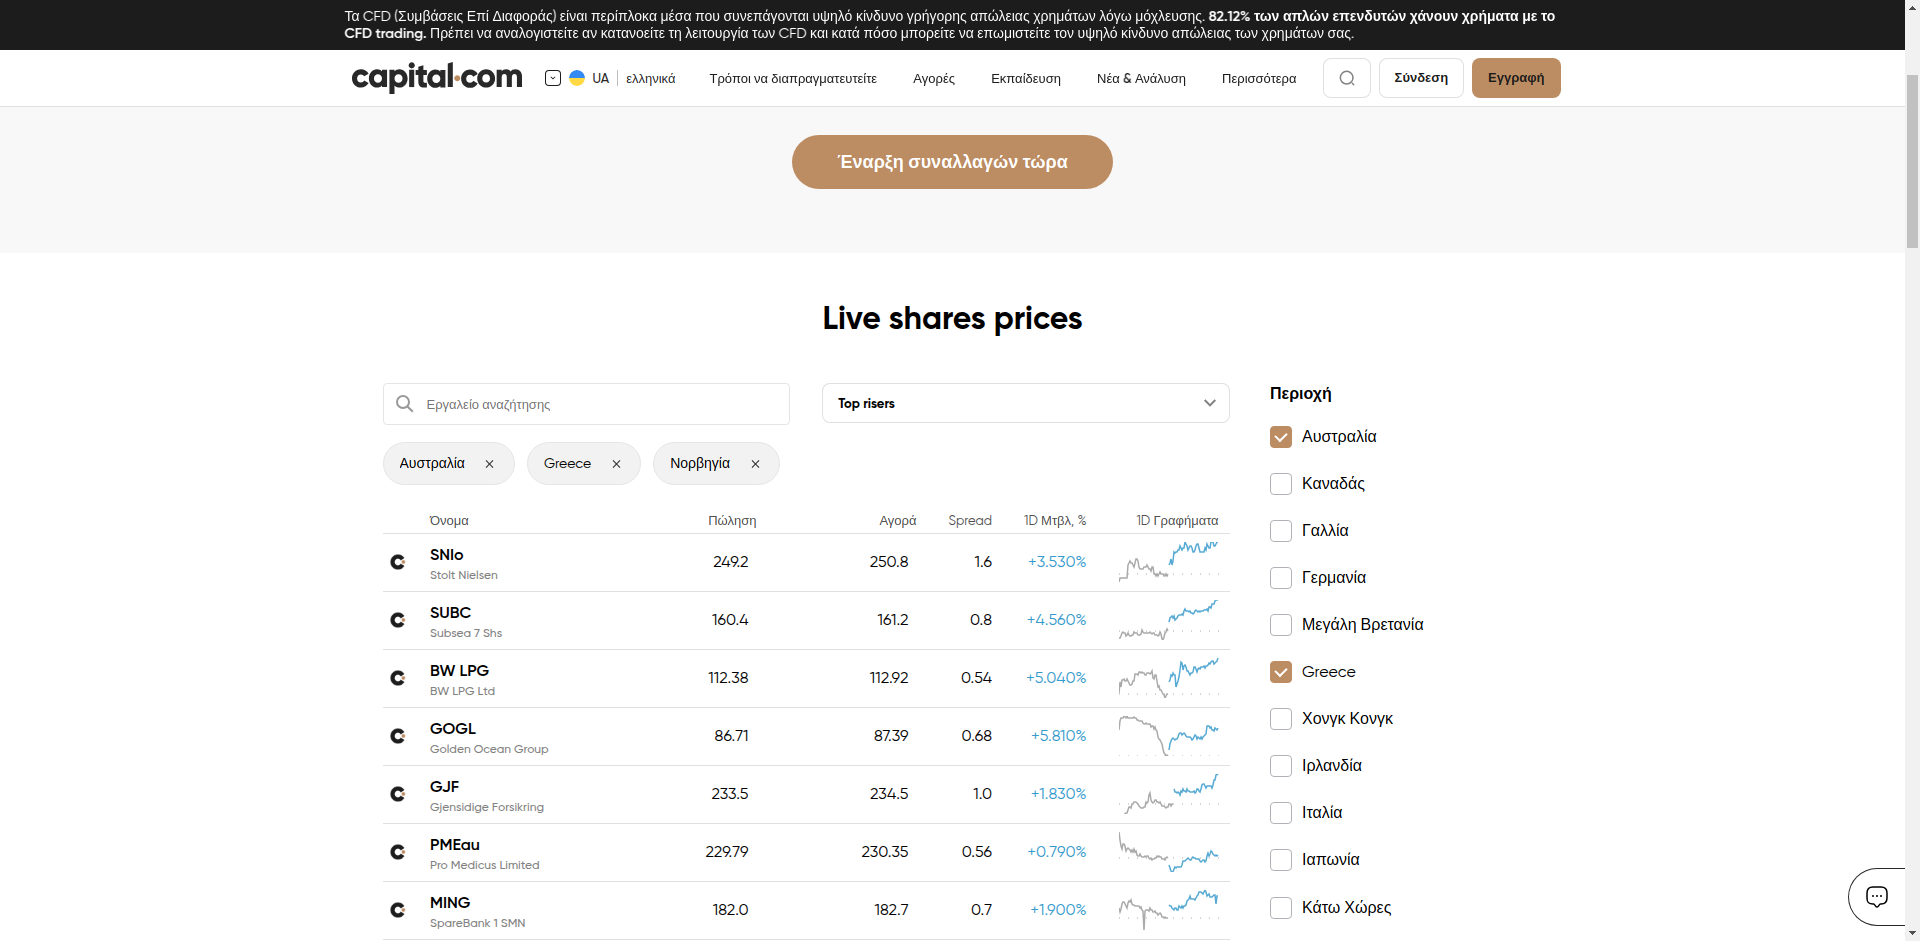 Τα CFD (Συμβάσεις Επί Διαφοράς) είναι περίπλοκα μέσα που συνεπάγονται υψηλό κίνδυνο γρήγορης απώλειας χρημάτων λόγω μόχλευσης. 82.12% των απλών επενδυτών χάνουν χρήματα με το
CFD trading. Πρέπει να αναλογιστείτε αν κατανοείτε τη λειτουργία των CFD και κατά πόσο μπορείτε να επωμιστείτε τον υψηλό κίνδυνο απώλειας των χρημάτων σας.
capital.com UA ελληνικά Τρόποι να διαπραγματευτείτε Αγορές Εκπαίδευση Νέα & Ανάλυση Περισσότερα Σύνδεση Εγγραφή
Έναρξη συναλλαγών τώρα
Live shares prices
Εργαλείο αναζήτησης Top risers
Αυστραλία Greece Νορβηγία
Όνομα Πώληση Αγορά Spread 1D Μτβλ, % 1D Γραφήματα
SNIo 249.2 250.8 1.6 +3.530%
Stolt Nielsen
SUBC 160.4 161.2 0.8 +4.560%
Subsea 7 Shs
BW LPG 112.38 112.92 0.54 +5.040%
BW LPG Ltd
GOGL 86.71 87.39 0.68 +5.810%
Golden Ocean Group
GJF 233.5 234.5 1.0 +1.830%
Gjensidige Forsikring
PMEau 229.79 230.35 0.56 +0.790%
Pro Medicus Limited
MING 182.0 182.7 0.7 +1.900%
SpareBank 1 SMN
Περιοχή
Αυστραλία
Καναδάς
Γαλλία
Γερμανία
Μεγάλη Βρετανία
Greece
Χονγκ Κονγκ
Ιρλανδία
Ιταλία
Ιαπωνία
Κάτω Χώρες